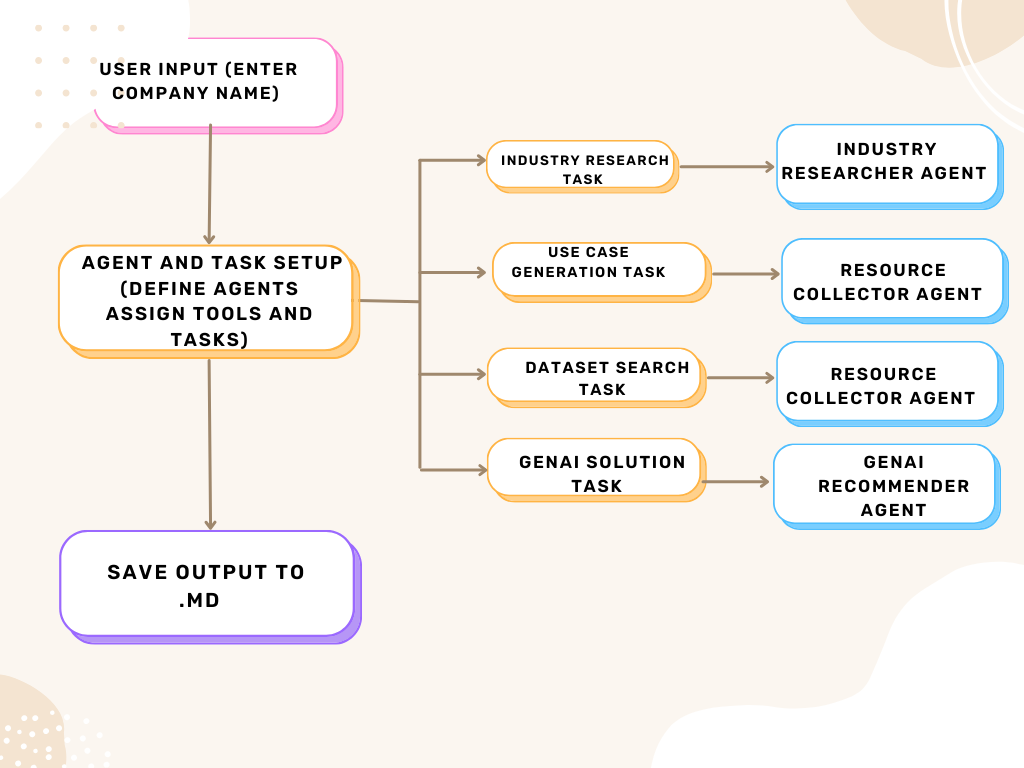 USER INPUT (ENTER
COMPANY NAME)
AGENT AND TASK SETUP
(DEFINE AGENTS
ASSIGN TOOLS AND
TASKS)
SAVE OUTPUT TO
.MD
INDUSTRY RESEARCH
TASK
INDUSTRY
RESEARCHER AGENT
USE CASE
GENERATION TASK
RESOURCE
COLLECTOR AGENT
DATASET SEARCH
TASK
RESOURCE
COLLECTOR AGENT
GENAI SOLUTION
TASK
GENAI
RECOMMENDER
AGENT